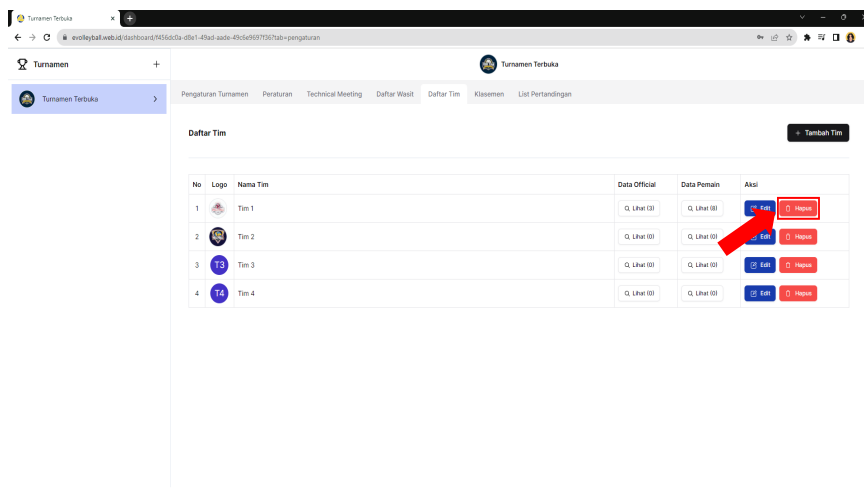 Turnamen Terbuka
evolleyball.web.id/dashboard/f456dc0a-d8e1-49ad-aede-49c6e9697f36?tab=pengaturan
Turnamen +
Turnamen Terbuka
Turnamen Terbuka
Pengaturan Turnamen Peraturan Technical Meeting Daftar Wasit Daftar Tim Klasemen List Pertandingan
Daftar Tim
+ Tambah Tim
No Logo Nama Tim Data Official Data Pemain Aksi
1 Tim 1 Lihat (3) Lihat (8) Edit Hapus
2 Tim 2 Lihat (0) Lihat (0) Edit Hapus
3 T3 Tim 3 Lihat (0) Lihat (0) Edit Hapus
4 T4 Tim 4 Lihat (0) Lihat (0) Edit Hapus